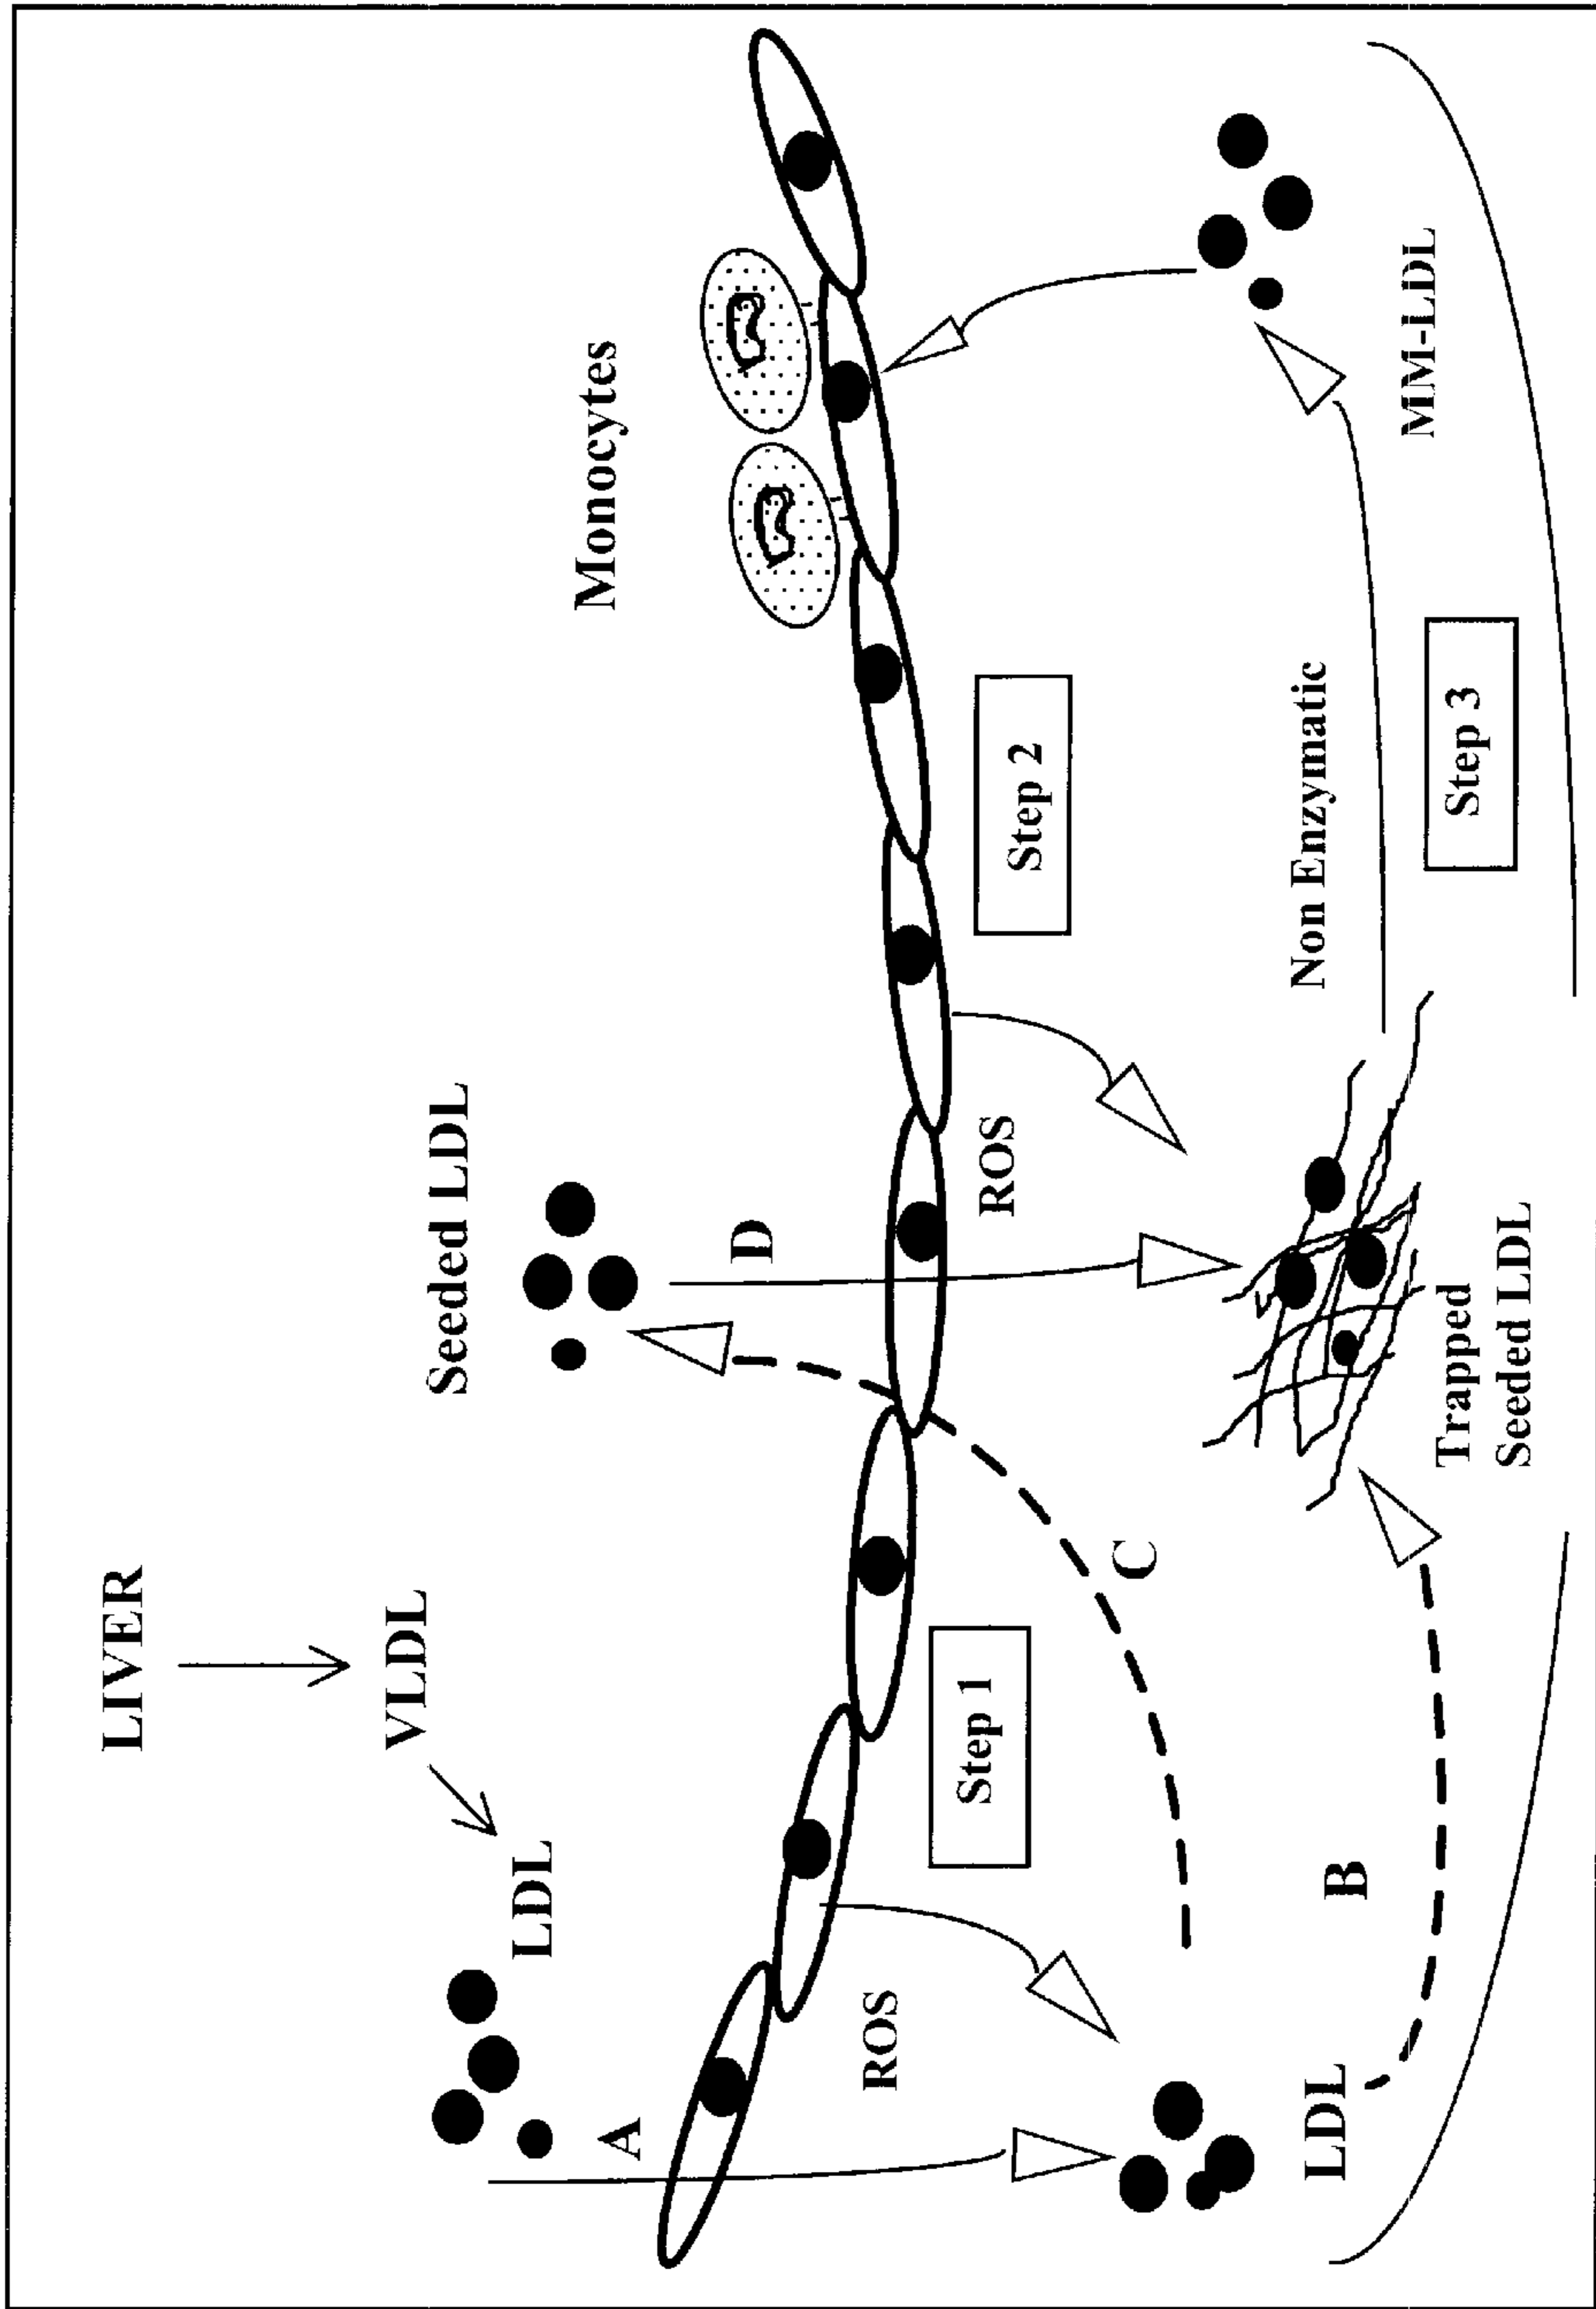 LIVER
VLDL
LDL
Seeded LDL
Monocytes
A
D
ROS
Step 1
ROS
Step 2
C
LDL
B
Non Enzymatic
Trapped
Seeded LDL
Step 3
MM-LDL